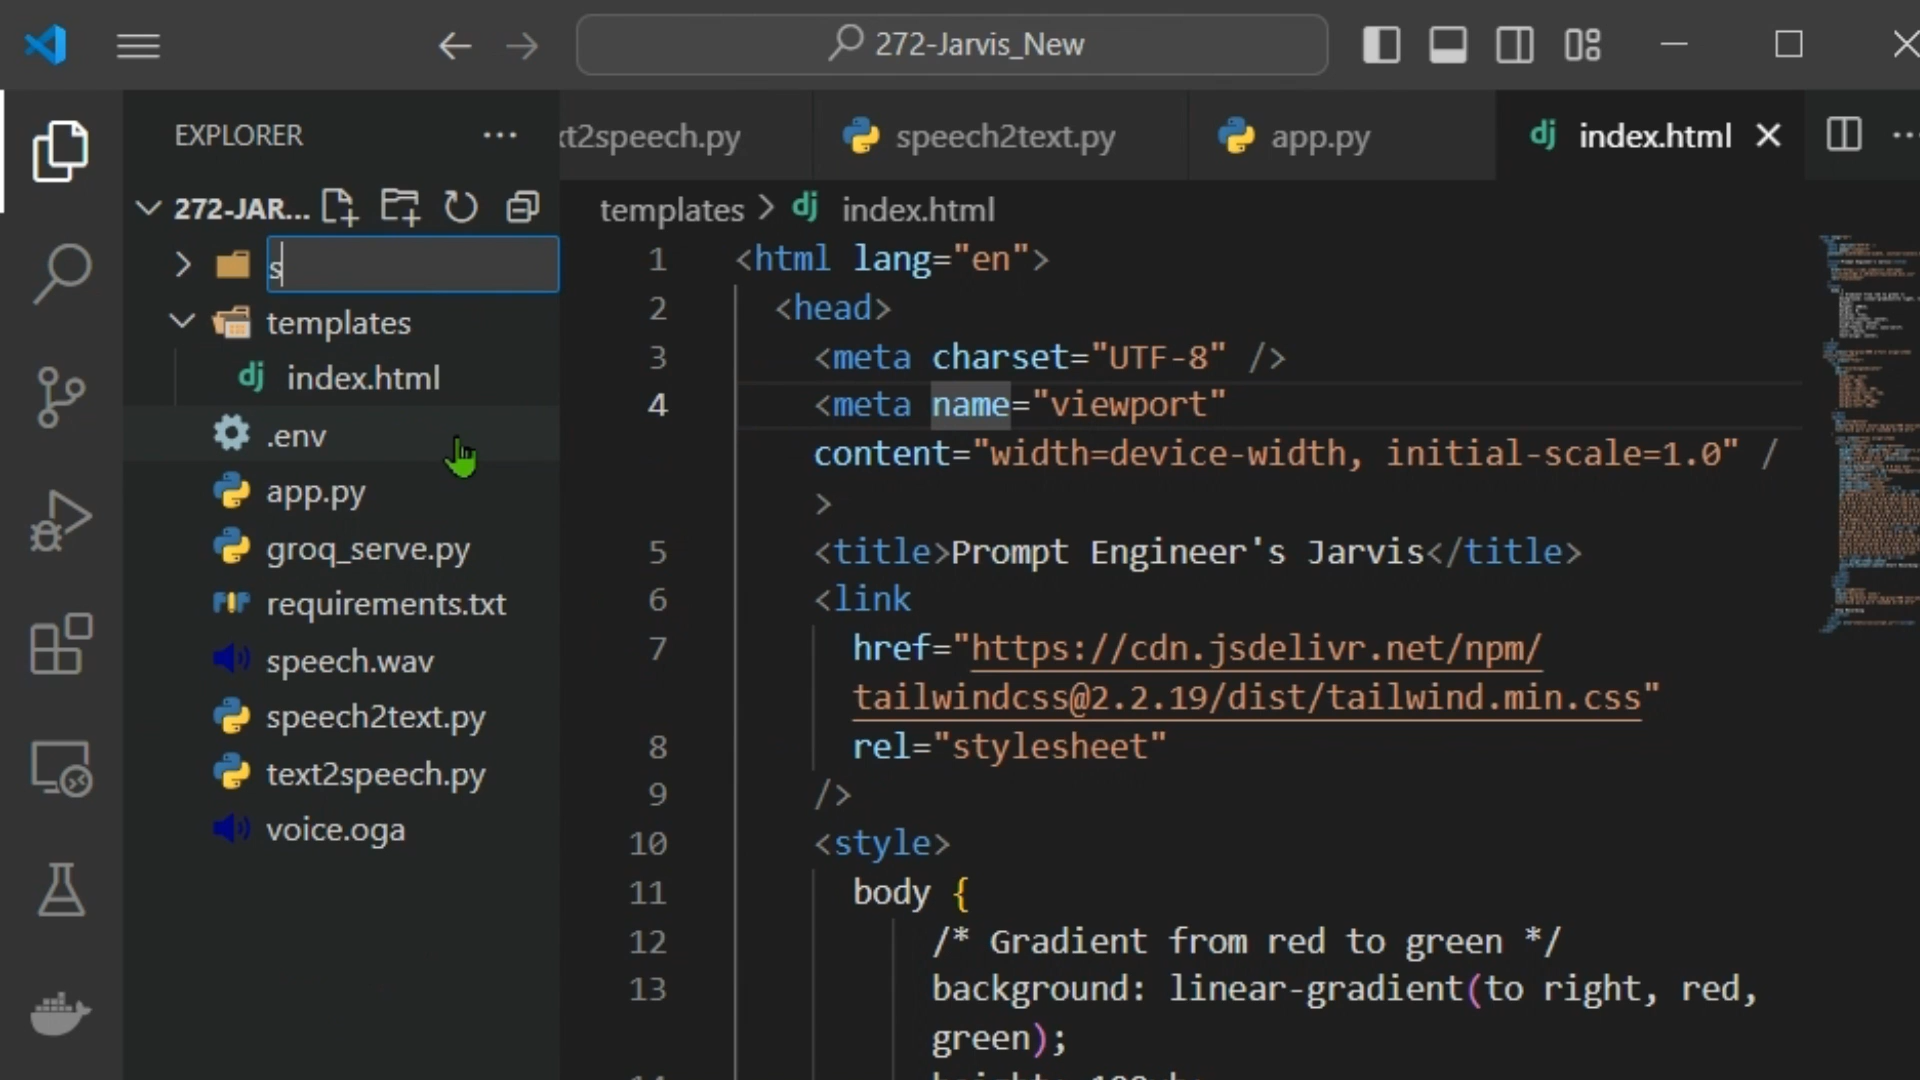 272-Jarvis_New
EXPLORER
xt2speech.py
speech2text.py
app.py
index.html
272-JAR...
templates > index.html
s
templates
index.html
.env
app.py
groq_serve.py
requirements.txt
speech.wav
speech2text.py
text2speech.py
voice.oga
1 <html lang="en">
2 <head>
3 <meta charset="UTF-8" />
4 <meta name="viewport"
content="width=device-width, initial-scale=1.0" /
>
5 <title>Prompt Engineer's Jarvis</title>
6 <link
7 href="https://cdn.jsdelivr.net/npm/
tailwindcss@2.2.19/dist/tailwind.min.css"
8 rel="stylesheet"
9 />
10 <style>
11 body {
12 /* Gradient from red to green */
13 background: linear-gradient(to right, red,
green);